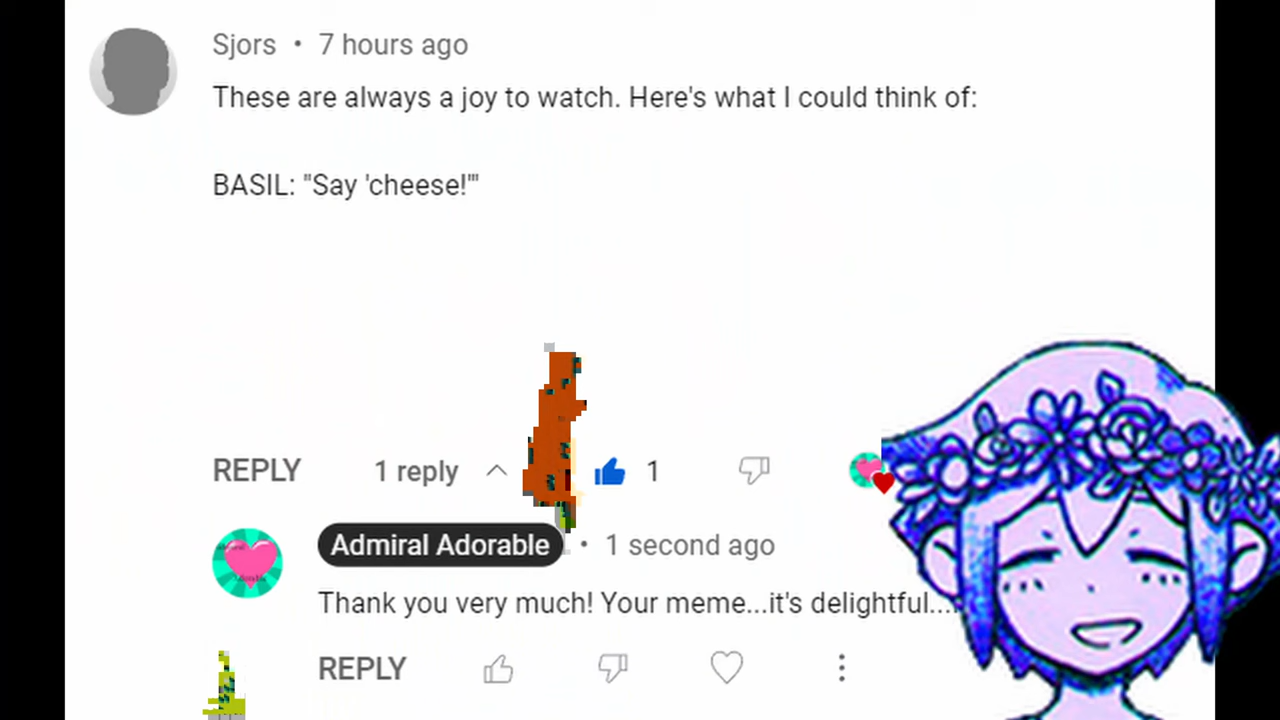 Sjors • 7 hours ago
These are always a joy to watch. Here's what I could think of:
BASIL: "Say 'cheese!'"
REPLY 1 reply 1
Admiral Adorable • 1 second ago
Thank you very much! Your meme...it's delightful...
REPLY